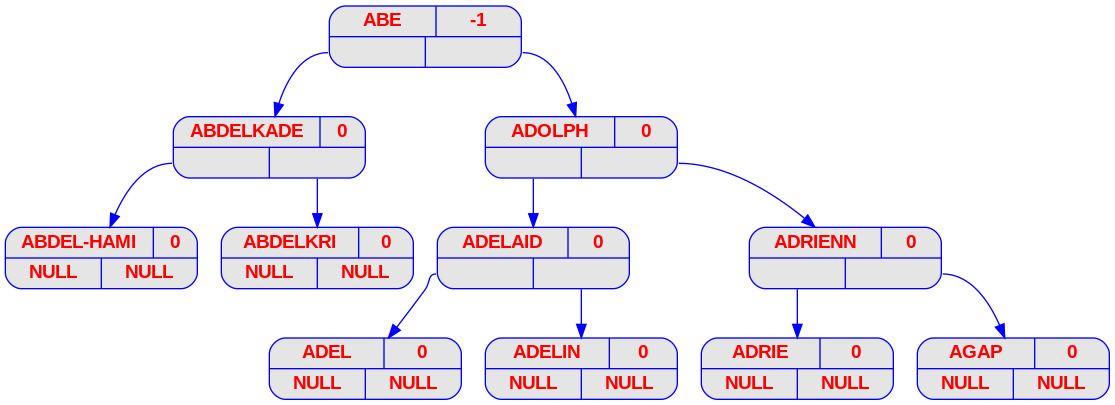 ABE -1
ABDELKADE 0 ADOLPH 0
ABDEL-HAMI 0 ABDELKRI 0 ADELAID 0 ADRIENN 0
NULL NULL NULL NULL
ADEL 0 ADELIN 0 ADRIE 0 AGAP 0
NULL NULL NULL NULL NULL NULL NULL NULL